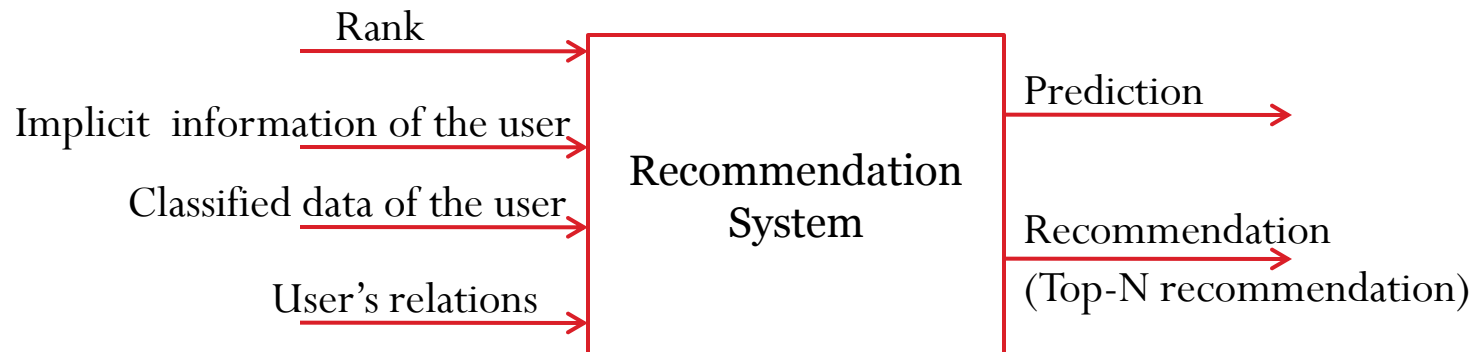 Rank
Implicit information of the user
Classified data of the user
User’s relations
Recommendation
System
Prediction
Recommendation
(Top-N recommendation)